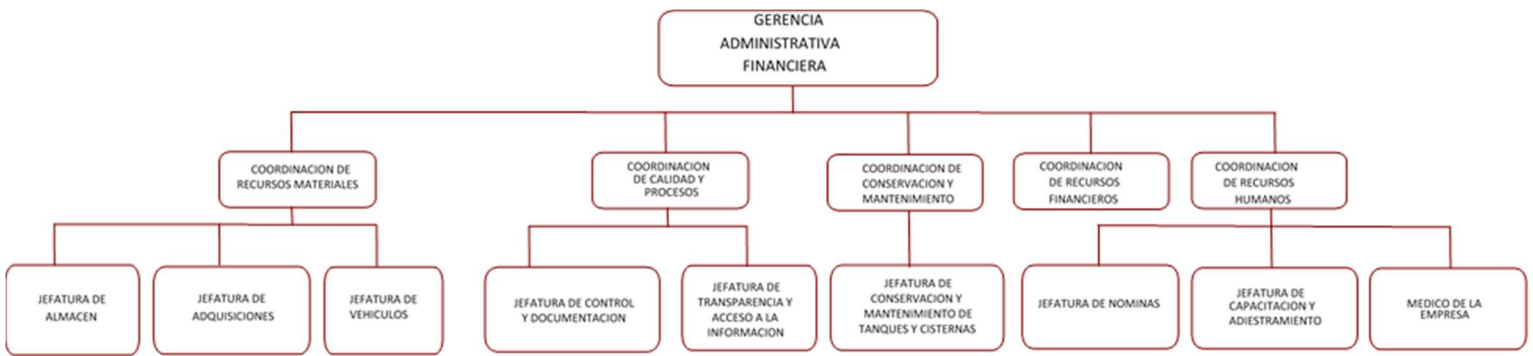 GERENCIA
ADMINISTRATIVA
FINANCIERA
COORDINACION DE
RECURSOS MATERIALES
COORDINACION
DE CALIDAD Y
PROCESOS
COORDINACION DE
CONSERVACION Y
MANTENIMIENTO
COORDINACION
DE RECURSOS
FINANCIEROS
COORDINACION
DE RECURSOS
HUMANOS
JEFATURA DE
ALMACEN
JEFATURA DE
ADQUISICIONES
JEFATURA DE
VEHICULOS
JEFATURA DE CONTROL
Y DOCUMENTACION
JEFATURA DE
TRANSPARENCIA Y
ACCESO A LA
INFORMACION
JEFATURA DE
CONSERVACION Y
MANTENIMIENTO DE
TANQUES Y CISTERNAS
JEFATURA DE NOMINAS
JEFATURA DE
CAPACITACION Y
ADIESTRAMIENTO
MEDICO DE LA
EMPRESA